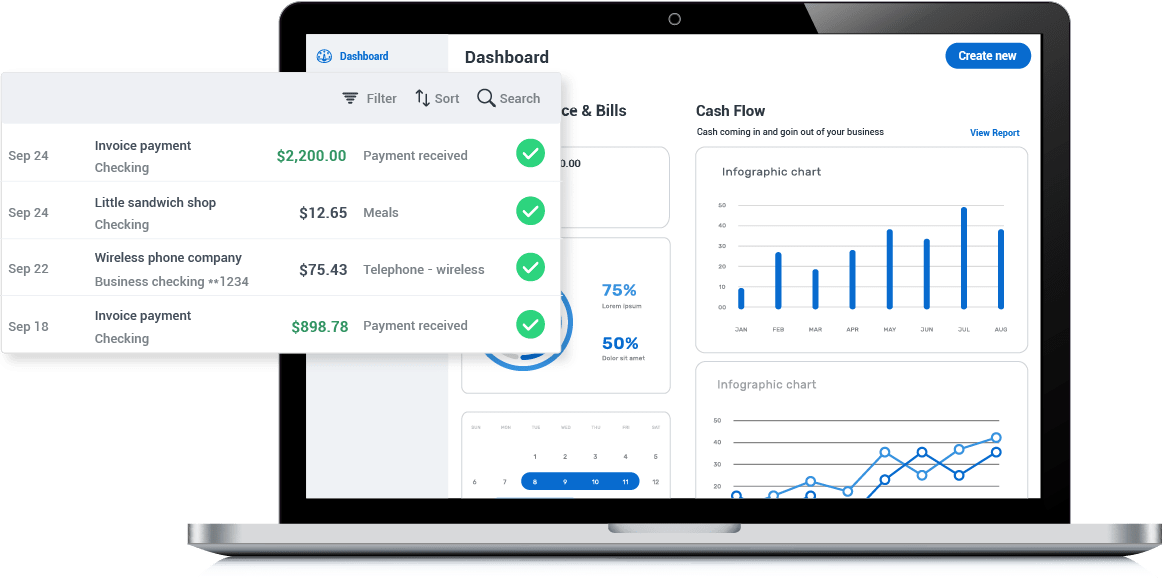 Dashboard
Dashboard
Create new
Filter
Sort
Search
Sep 24
Invoice payment
Checking
$2,200.00
Payment received
Sep 24
Little sandwich shop
Checking
$12.65
Meals
Sep 22
Wireless phone company
Business checking **1234
$75.43
Telephone - wireless
Sep 18
Invoice payment
Checking
$898.78
Payment received
& Bills
75%
Lorem ipsum
50%
Dolor sit amet
SUN MON TUE WED THU FRI SAT
1 2 3 4 5
6 7 8 9 10 11 12
Cash Flow
Cash coming in and goin out of your business
View Report
Infographic chart
50
40
30
20
10
00
JAN FEB MAR APR MAY JUN JUL AUG
Infographic chart
50
40
30
20